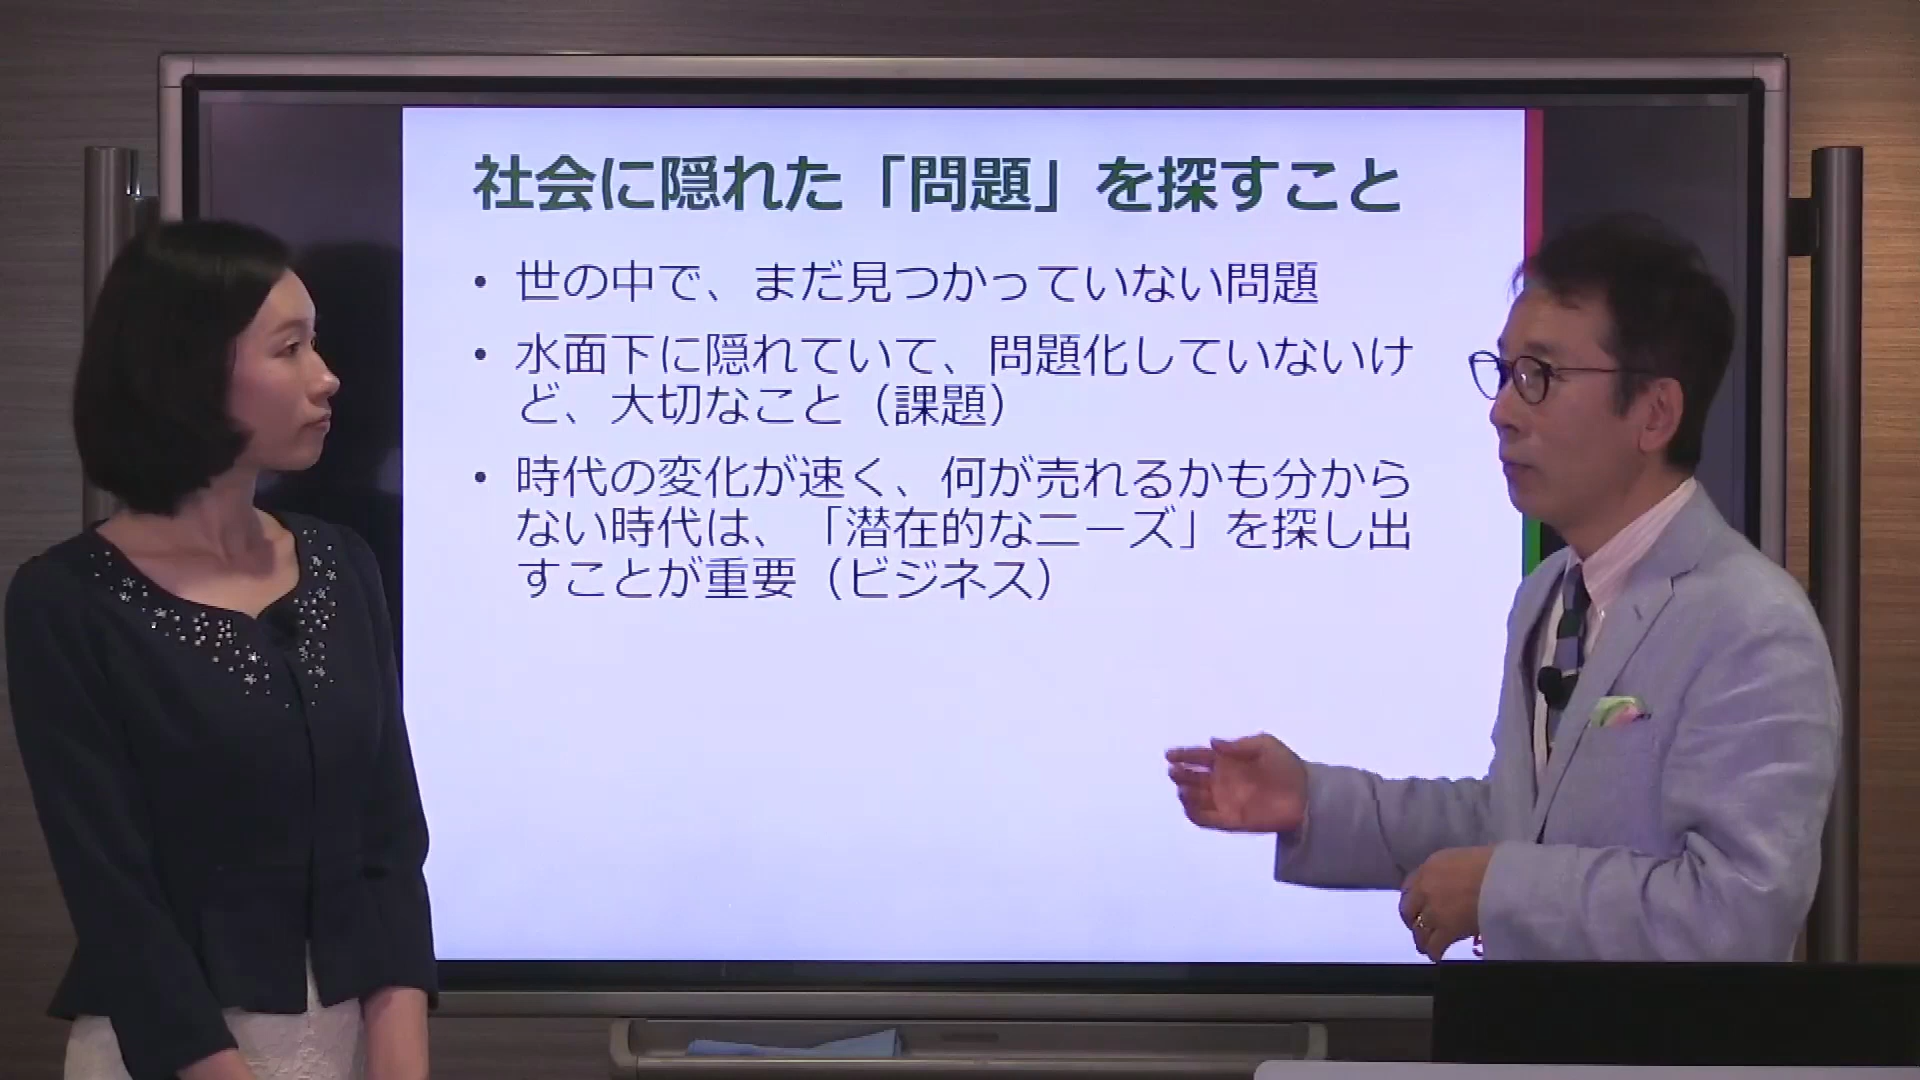 社会に隠れた「問題」を探すこと
• 世の中で、まだ見つかっていない問題
• 水面下に隠れていて、問題化していないけ
ど、大切なこと（課題）
• 時代の変化が速く、何が売れるかも分から
ない時代は、「潜在的なニーズ」を探し出
すことが重要（ビジネス）